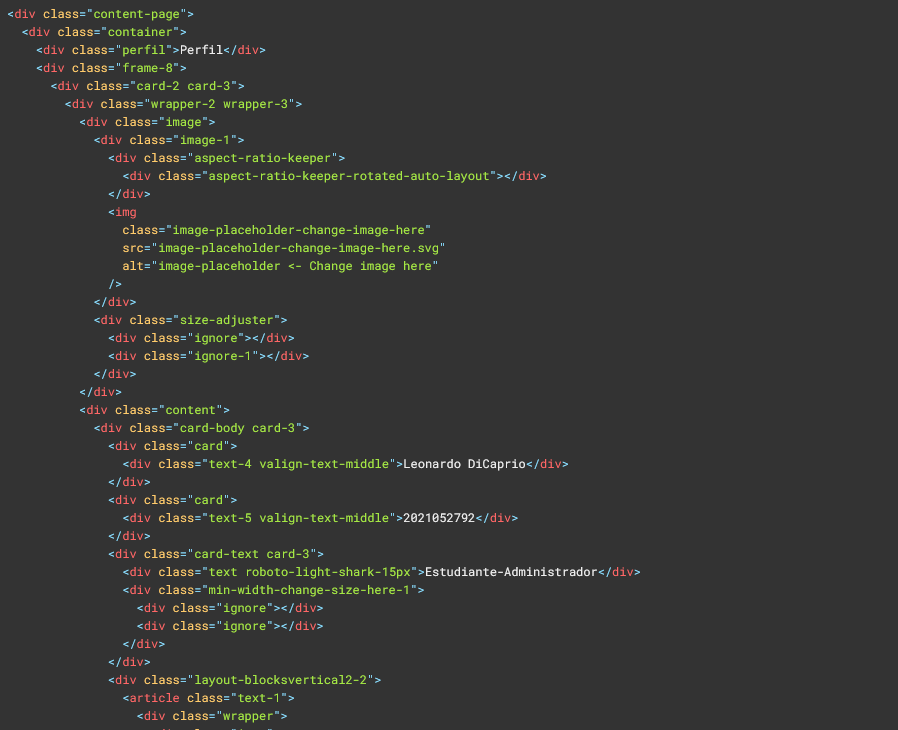 <div class="content-page">
<div class="container">
<div class="perfil">Perfil</div>
<div class="frame-8">
<div class="card-2 card-3">
<div class="wrapper-2 wrapper-3">
<div class="image">
<div class="image-1">
<div class="aspect-ratio-keeper">
<div class="aspect-ratio-keeper-rotated-auto-layout"></div>
</div>
<img
class="image-placeholder-change-image-here"
src="image-placeholder-change-image-here.svg"
alt="image-placeholder <- Change image here"
/>
</div>
<div class="size-adjuster">
<div class="ignore"></div>
<div class="ignore-1"></div>
</div>
</div>
<div class="content">
<div class="card-body card-3">
<div class="card">
<div class="text-4 valign-text-middle">Leonardo DiCaprio</div>
</div>
<div class="card">
<div class="text-5 valign-text-middle">2021052792</div>
</div>
<div class="card-text card-3">
<div class="text roboto-light-shark-15px">Estudiante-Administrador</div>
<div class="min-width-change-size-here-1">
<div class="ignore"></div>
<div class="ignore"></div>
</div>
</div>
<div class="layout-blocksvertical2-2">
<article class="text-1">
<div class="wrapper">